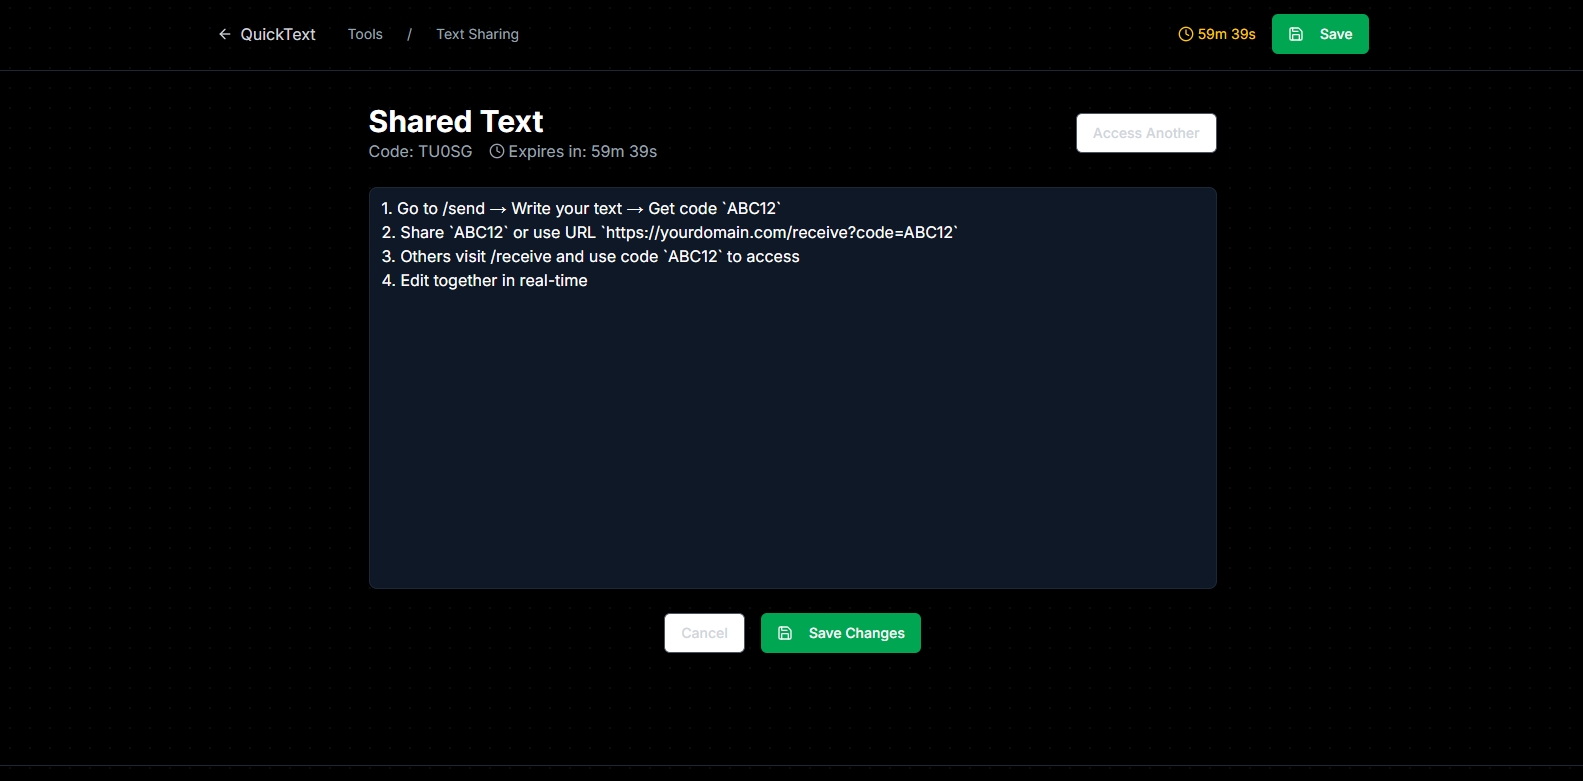 QuickText Tools / Text Sharing 59m 39s Save
Shared Text
Code: TU0SG Expires in: 59m 39s
Access Another
1. Go to /send → Write your text → Get code `ABC12`
2. Share `ABC12` or use URL `https://yourdomain.com/receive?code=ABC12`
3. Others visit /receive and use code `ABC12` to access
4. Edit together in real-time
Cancel Save Changes